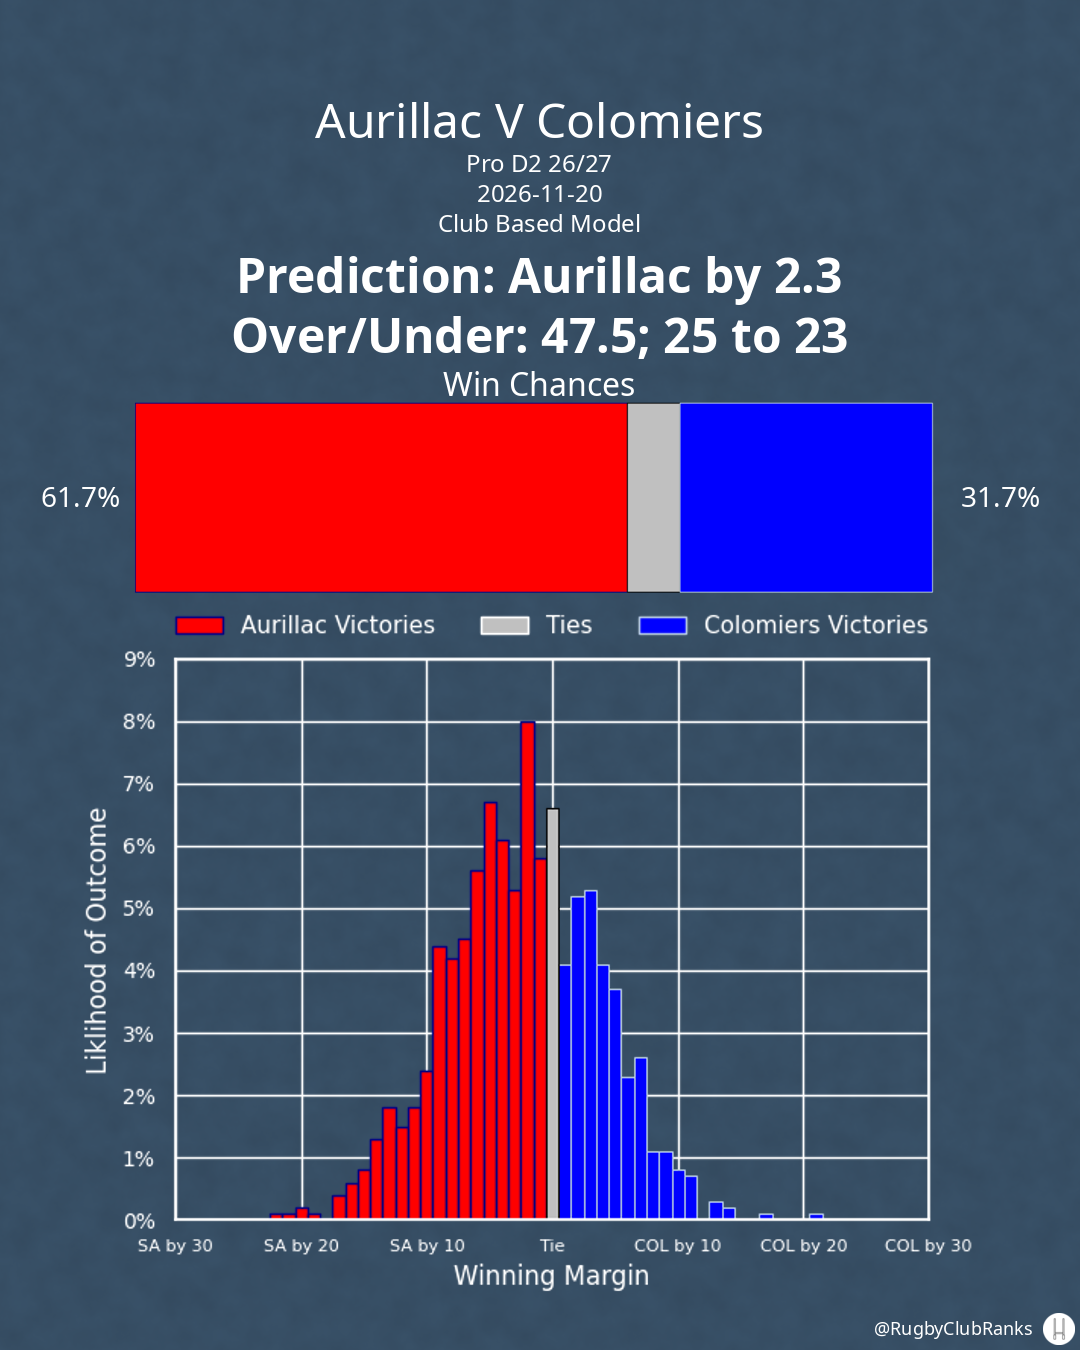 Aurillac V Colomiers
Pro D2 26/27
2026-11-20
Club Based Model
Prediction: Aurillac by 2.3
Over/Under: 47.5; 25 to 23
Win Chances
61.7%
31.7%
Aurillac Victories
Ties
Colomiers Victories
9%
8%
7%
6%
5%
4%
3%
2%
1%
0%
Liklihood of Outcome
SA by 30
SA by 20
SA by 10
Tie
COL by 10
COL by 20
COL by 30
Winning Margin
@RugbyClubRanks